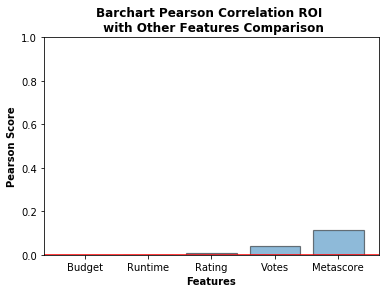 Barchart Pearson Correlation ROI
with Other Features Comparison
1.0
0.8
0.6
0.4
0.2
0.0
Pearson Score
Budget Runtime Rating Votes Metascore
Features